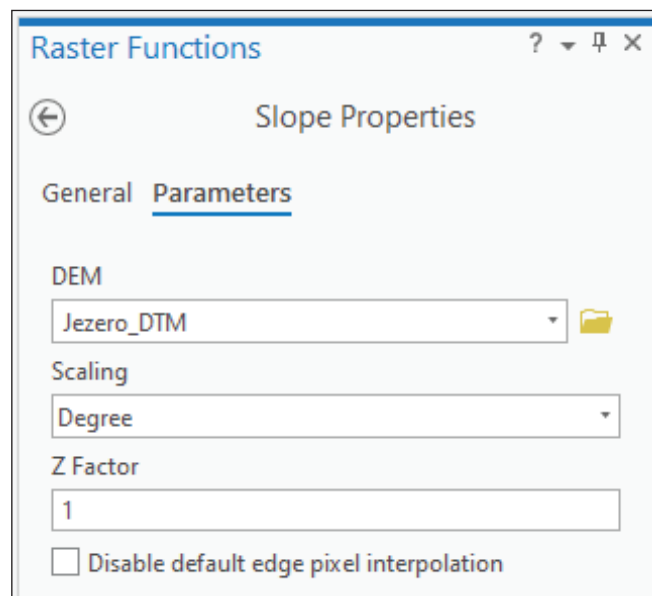 Raster Functions ?
Slope Properties
General Parameters
DEM
Jezero_DTM
Scaling
Degree
Z Factor
1
Disable default edge pixel interpolation